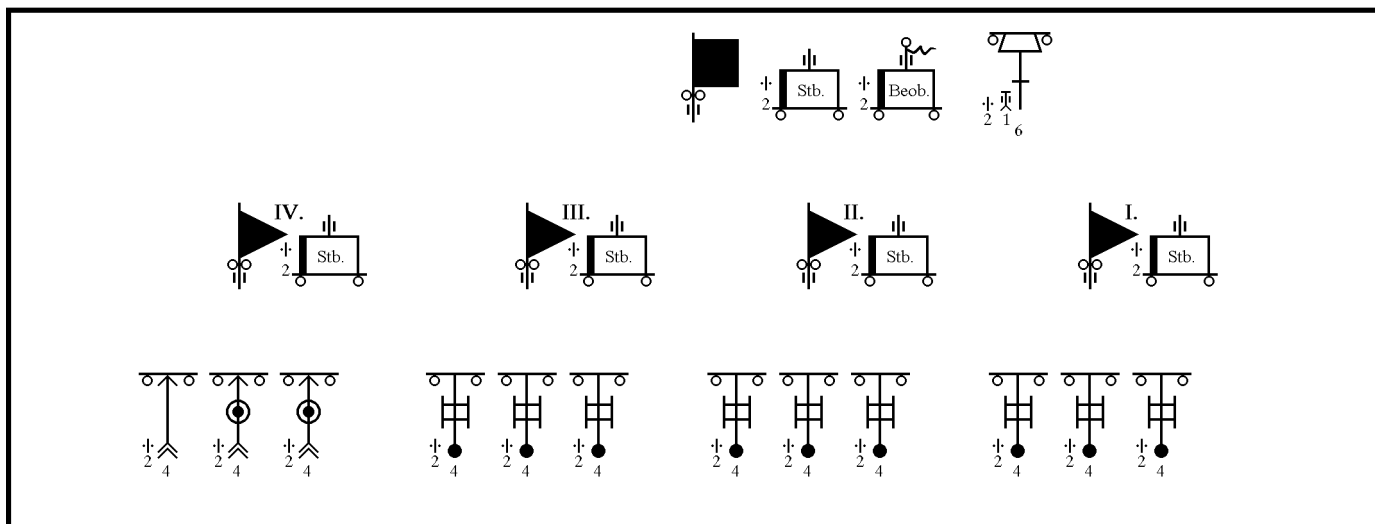 Stb. Beob.
2 2 2 1 6
IV. III. II. I.
Stb. Stb. Stb. Stb.
2 2 2 2
2 2 2 2 2 2 2 2 2 2 2 2
4 4 4 4 4 4 4 4 4 4 4 4